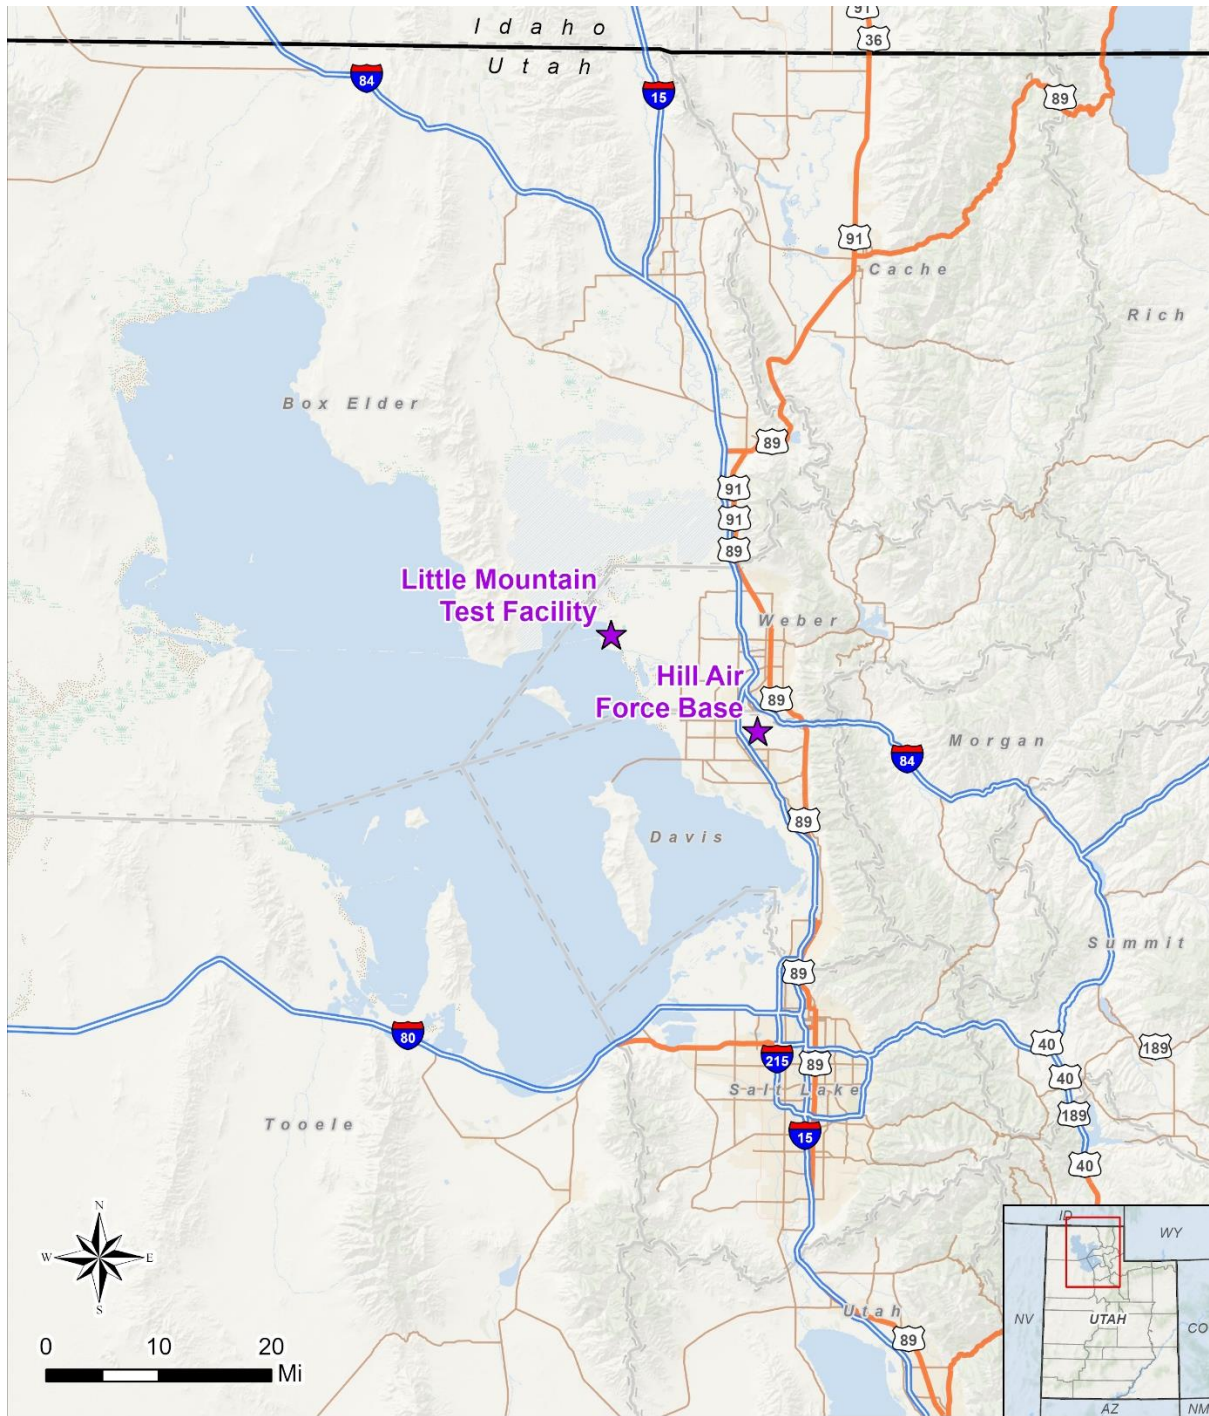 91
Idaho
36
Utah
84
15
89
91
Cache
Rich
Box Elder
89
91
91
89
Little Mountain
Test Facility
Weber
Hill Air
Force Base
89
Morgan
84
89
Davis
Summit
89
80
40
189
215
89
40
Salt Lake
189
Tooele
15
40
N
W
E
S
ID
WY
NV
UTAH
CO
AZ
NM
Utah
89
0
10
20
Mi